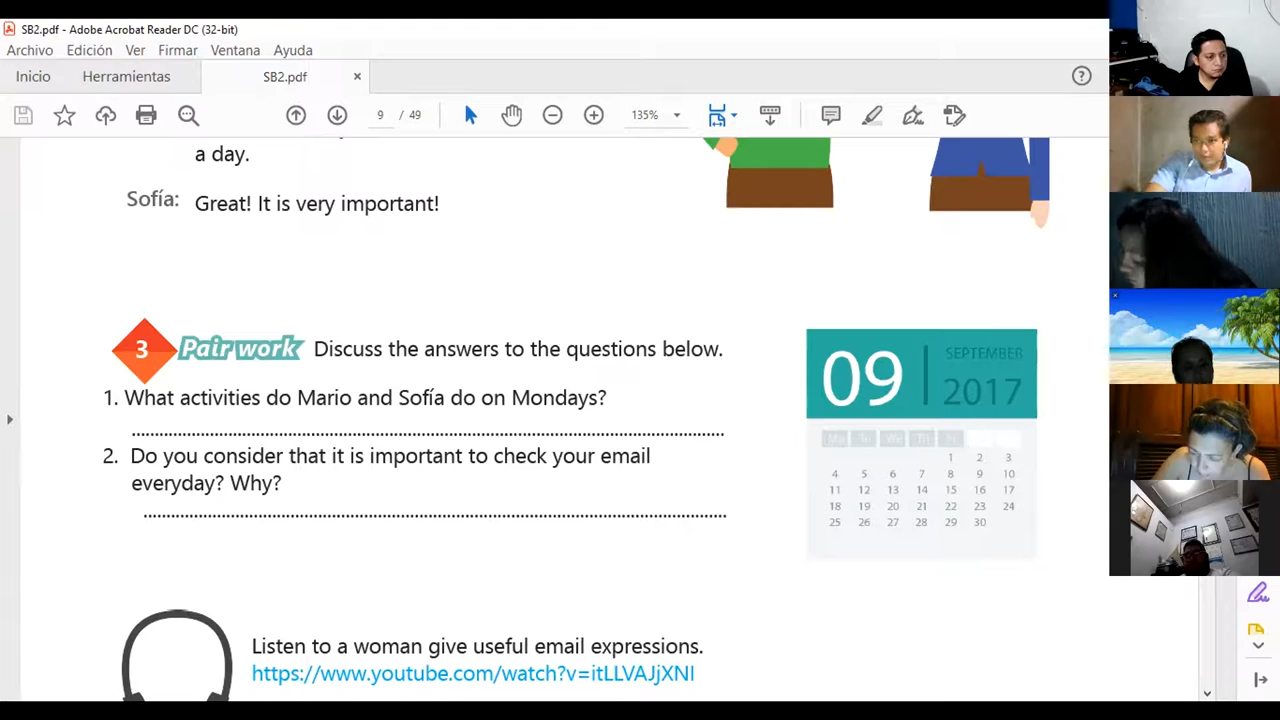 SB2.pdf - Adobe Acrobat Reader DC (32-bit)
Archivo Edición Ver Firmar Ventana Ayuda
Inicio Herramientas SB2.pdf ×
9 / 49 135%
a day.
Sofía: Great! It is very important!
3 Pair work Discuss the answers to the questions below.
1. What activities do Mario and Sofía do on Mondays?
2. Do you consider that it is important to check your email
everyday? Why?
09 SEPTEMBER
2017
Mo Tu We Th Fr
1 2 3
4 5 6 7 8 9 10
11 12 13 14 15 16 17
18 19 20 21 22 23 24
25 26 27 28 29 30
Listen to a woman give useful email expressions.
https://www.youtube.com/watch?v=itLLVAJjXNI